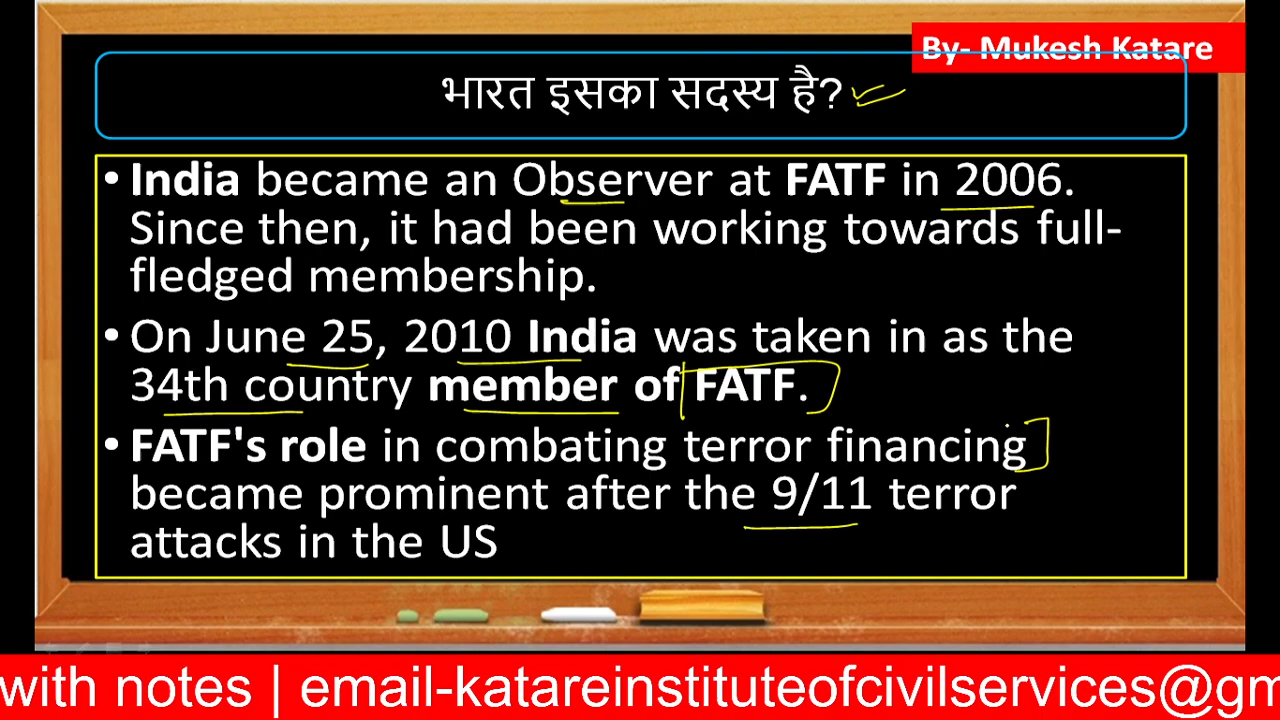 By- Mukesh Katare
भारत इसका सदस्य है?
• India became an Observer at FATF in 2006.
Since then, it had been working towards full-
fledged membership.
• On June 25, 2010 India was taken in as the
34th country member of FATF.
• FATF's role in combating terror financing
became prominent after the 9/11 terror
attacks in the US
with notes | email-katareinstituteofcivilservices@gm